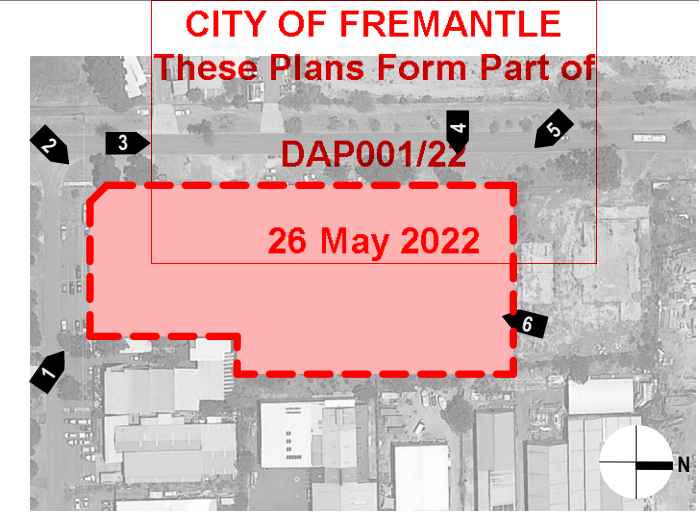 CITY OF FREMANTLE
These Plans Form Part of
DAP001/22
26 May 2022
2
3
4
5
6
1
N